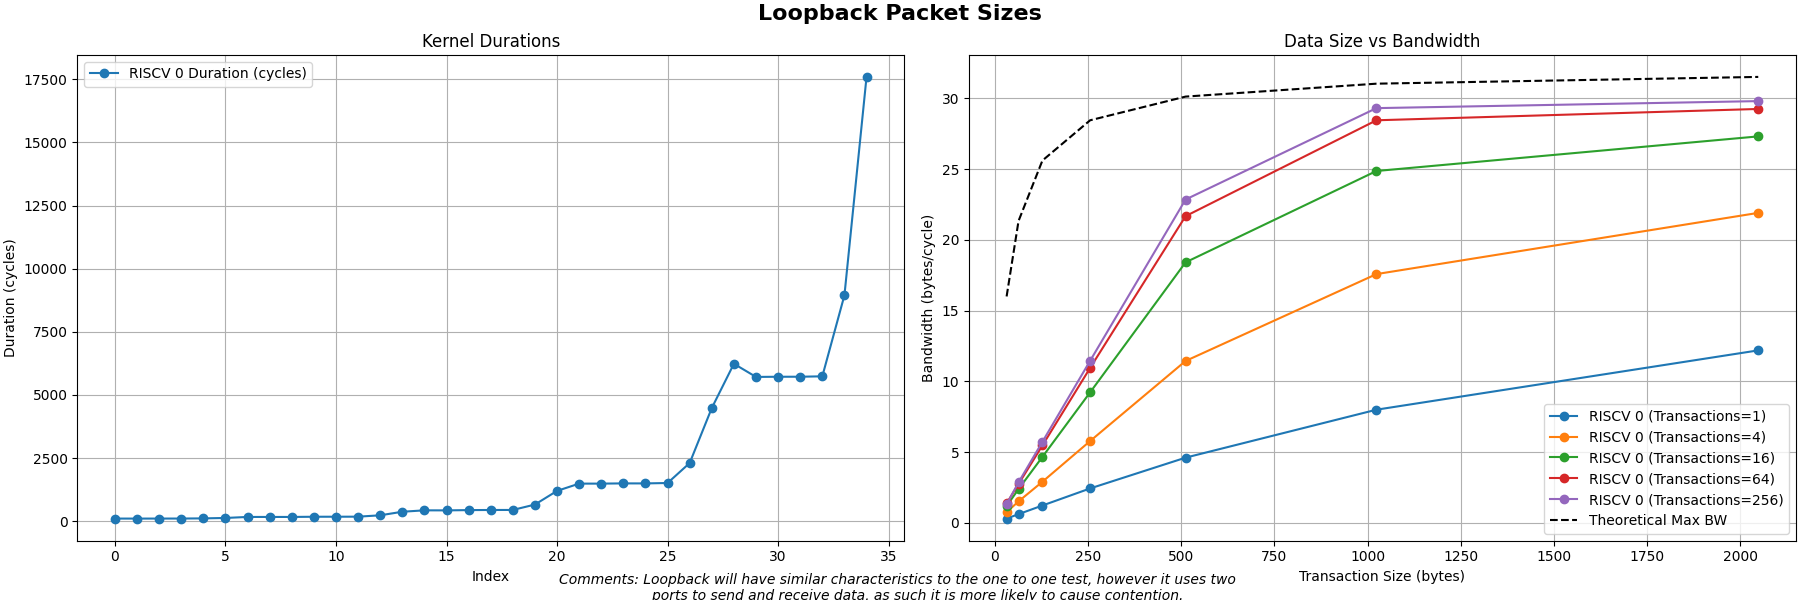 Loopback Packet Sizes
Kernel Durations
RISCV 0 Duration (cycles)
17500
15000
12500
10000
7500
5000
2500
0
Duration (cycles)
0 5 10 15 20 25 30 35
Index
Data Size vs Bandwidth
30
25
20
15
10
5
0
Bandwidth (bytes/cycle)
RISCV 0 (Transactions=1)
RISCV 0 (Transactions=4)
RISCV 0 (Transactions=16)
RISCV 0 (Transactions=64)
RISCV 0 (Transactions=256)
Theoretical Max BW
0 250 500 750 1000 1250 1500 1750 2000
Transaction Size (bytes)
Comments: Loopback will have similar characteristics to the one to one test, however it uses two
ports to send and receive data, as such it is more likely to cause contention.